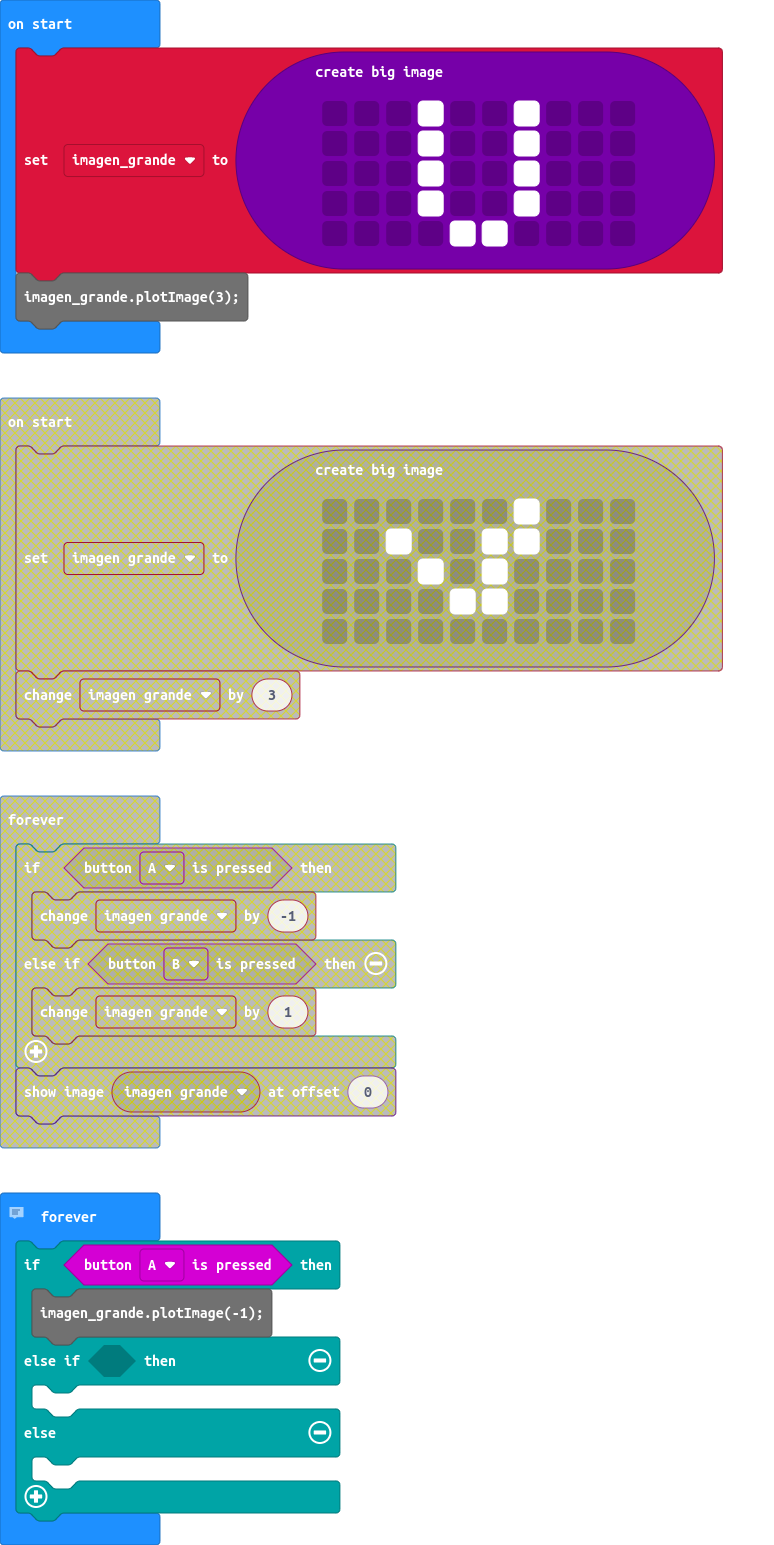 on start
create big image
set imagen_grande to
imagen_grande.plotImage(3);
on start
create big image
set imagen grande to
change imagen grande by 3
forever
if button A is pressed then
change imagen grande by -1
else if button B is pressed then
change imagen grande by 1
show image imagen grande at offset 0
forever
if button A is pressed then
imagen_grande.plotImage(-1);
else if then
else